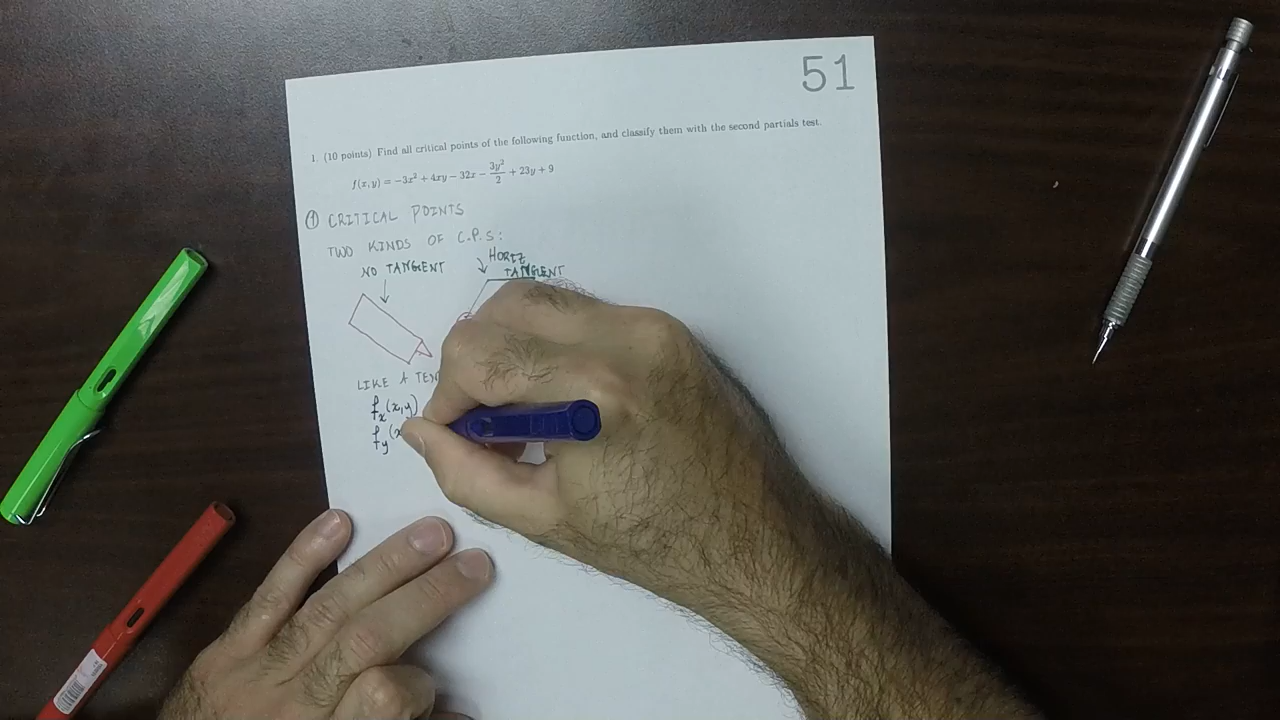 51
1. (10 points) Find all critical points of the following function, and classify them with the second partials test.
f(x, y) = −3x² + 4xy − 32x − 3y²/2 + 23y + 9
① CRITICAL POINTS
TWO KINDS OF C.P.S:
NO TANGENT
HORIZ
TANGENT
LIKE A TEN
f_x(x,y)
f_y(x